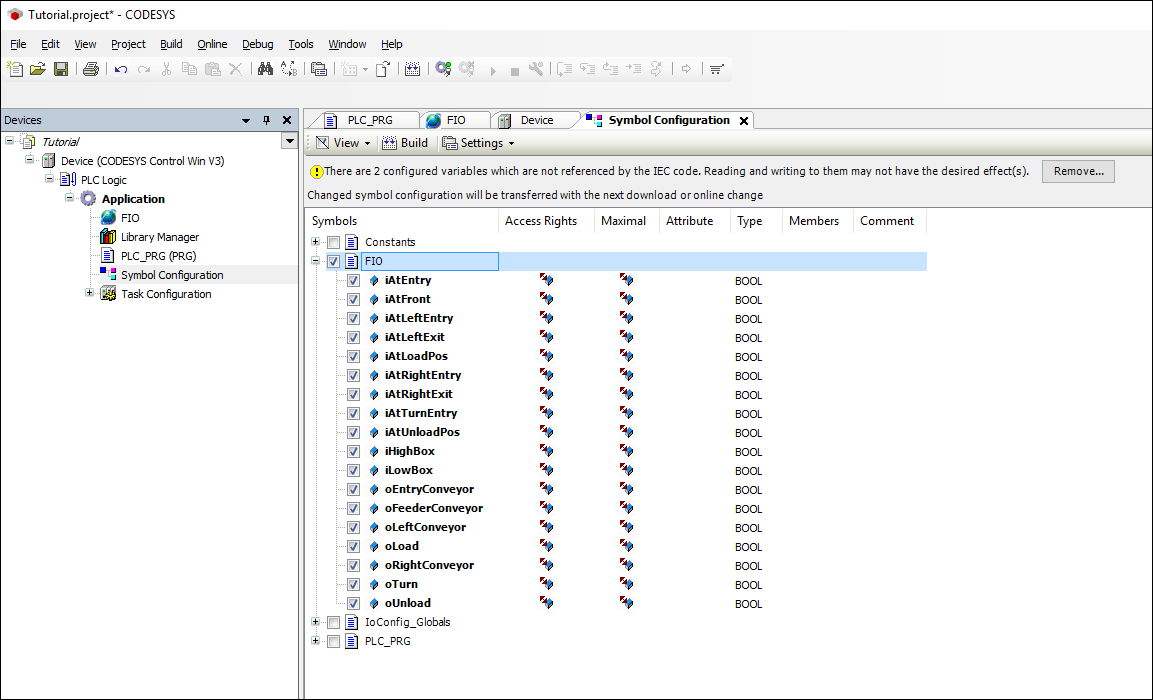 Tutorial.project* - CODESYS
File Edit View Project Build Online Debug Tools Window Help
Devices
Tutorial
Device (CODESYS Control Win V3)
PLC Logic
Application
FIO
Library Manager
PLC_PRG (PRG)
Symbol Configuration
Task Configuration
PLC_PRG FIO Device Symbol Configuration
View Build Settings
There are 2 configured variables which are not referenced by the IEC code. Reading and writing to them may not have the desired effect(s). Remove...
Changed symbol configuration will be transferred with the next download or online change
Symbols Access Rights Maximal Attribute Type Members Comment
Constants
FIO
iAtEntry BOOL
iAtFront BOOL
iAtLeftEntry BOOL
iAtLeftExit BOOL
iAtLoadPos BOOL
iAtRightEntry BOOL
iAtRightExit BOOL
iAtTurnEntry BOOL
iAtUnloadPos BOOL
iHighBox BOOL
iLowBox BOOL
oEntryConveyor BOOL
oFeederConveyor BOOL
oLeftConveyor BOOL
oLoad BOOL
oRightConveyor BOOL
oTurn BOOL
oUnload BOOL
IoConfig_Globals
PLC_PRG